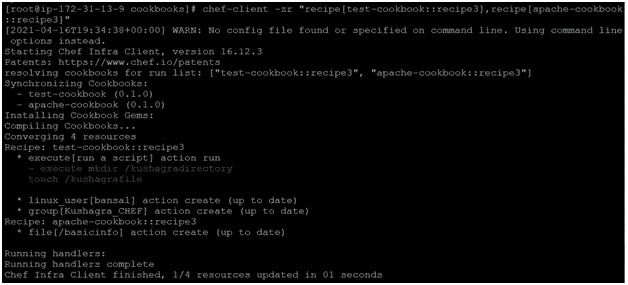 [root@ip-172-31-13-9 cookbooks]# chef-client -zr "recipe[test-cookbook::recipe3],recipe[apache-cookbook
::recipe3]"
[2021-04-16T19:34:38+00:00] WARN: No config file found or specified on command line. Using command line
 options instead.
Starting Chef Infra Client, version 16.12.3
Patents: https://www.chef.io/patents
resolving cookbooks for run list: ["test-cookbook::recipe3", "apache-cookbook::recipe3"]
Synchronizing Cookbooks:
  - test-cookbook (0.1.0)
  - apache-cookbook (0.1.0)
Installing Cookbook Gems:
Compiling Cookbooks...
Converging 4 resources
Recipe: test-cookbook::recipe3
  * execute[run a script] action run
    - execute mkdir /kushagradirectory
    touch /kushagrafile
  * linux_user[bansal] action create (up to date)
  * group[Kushagra_CHEF] action create (up to date)
Recipe: apache-cookbook::recipe3
  * file[/basicinfo] action create (up to date)
Running handlers:
Running handlers complete
Chef Infra Client finished, 1/4 resources updated in 01 seconds